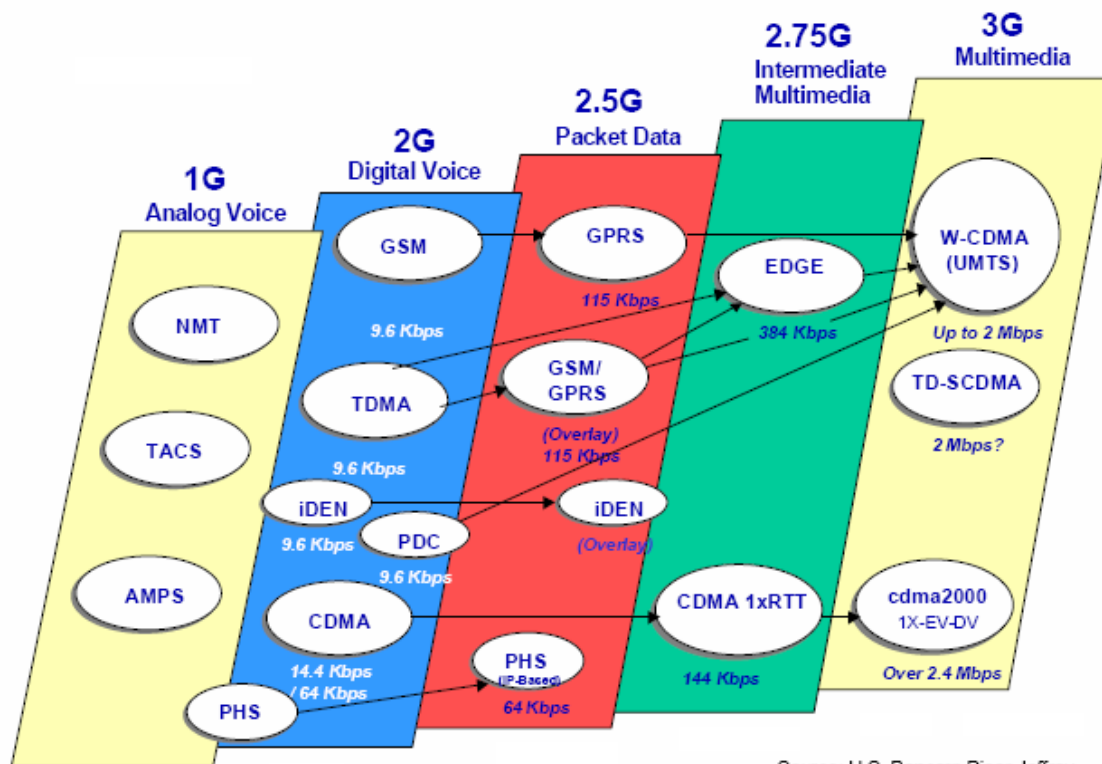 1G
Analog Voice
NMT
TACS
AMPS
PHS
2G
Digital Voice
GSM
9.6 Kbps
TDMA
9.6 Kbps
iDEN
9.6 Kbps
PDC
9.6 Kbps
CDMA
14.4 Kbps
/ 64 Kbps
2.5G
Packet Data
GPRS
115 Kbps
GSM/
GPRS
(Overlay)
115 Kbps
iDEN
(Overlay)
PHS
(IP-Based)
64 Kbps
2.75G
Intermediate
Multimedia
EDGE
384 Kbps
CDMA 1xRTT
144 Kbps
3G
Multimedia
W-CDMA
(UMTS)
Up to 2 Mbps
TD-SCDMA
2 Mbps?
cdma2000
1X-EV-DV
Over 2.4 Mbps